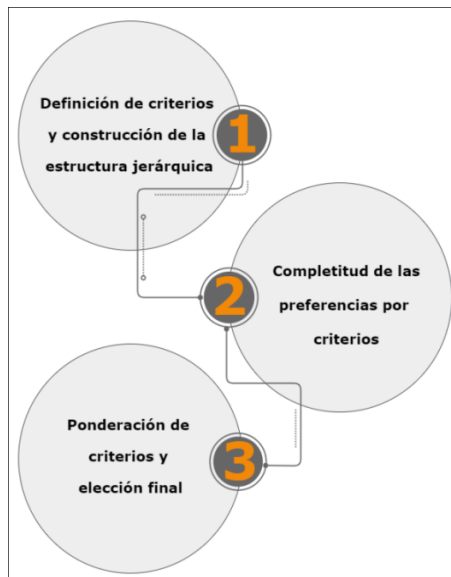 Definición de criterios
y construcción de la
estructura jerárquica
1
Completitud de las
preferencias por
criterios
2
Ponderación de
criterios y
elección final
3